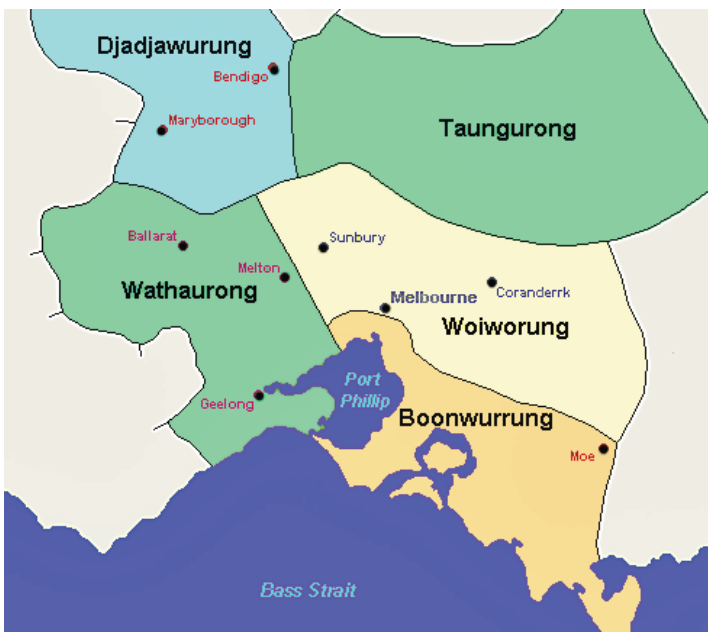 Djadjawurung
Bendigo
Maryborough
Taungurong
Ballarat
Sunbury
Melton
Wathaurong
Coranderrk
Melbourne
Woiworung
Port
Phillip
Geelong
Boonwurrung
Moe
Bass Strait